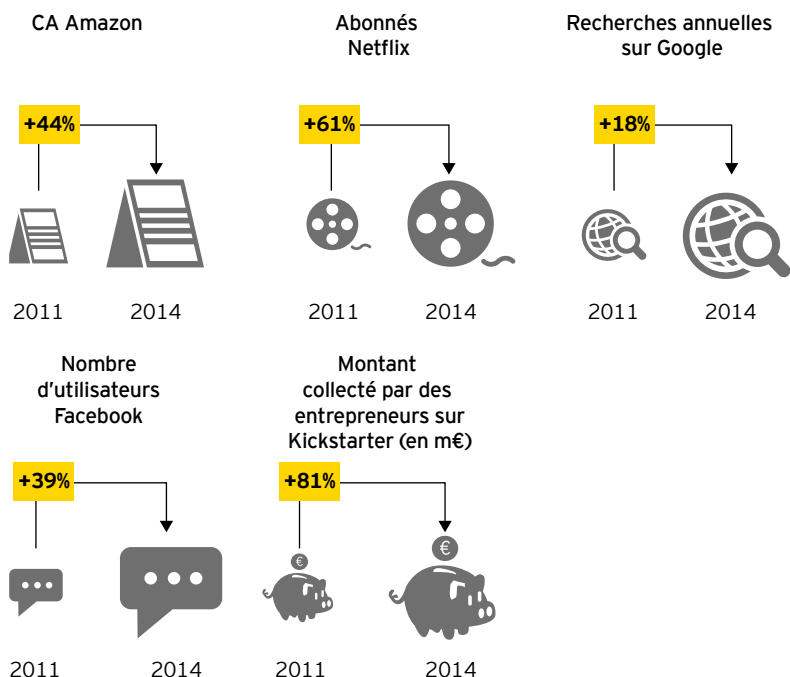 CA Amazon
+44%
2011 2014
Abonnés
Netflix
+61%
2011 2014
Recherches annuelles
sur Google
+18%
2011 2014
Nombre
d'utilisateurs
Facebook
+39%
2011 2014
Montant
collecté par des
entrepreneurs sur
Kickstarter (en m€)
+81%
€ €
2011 2014